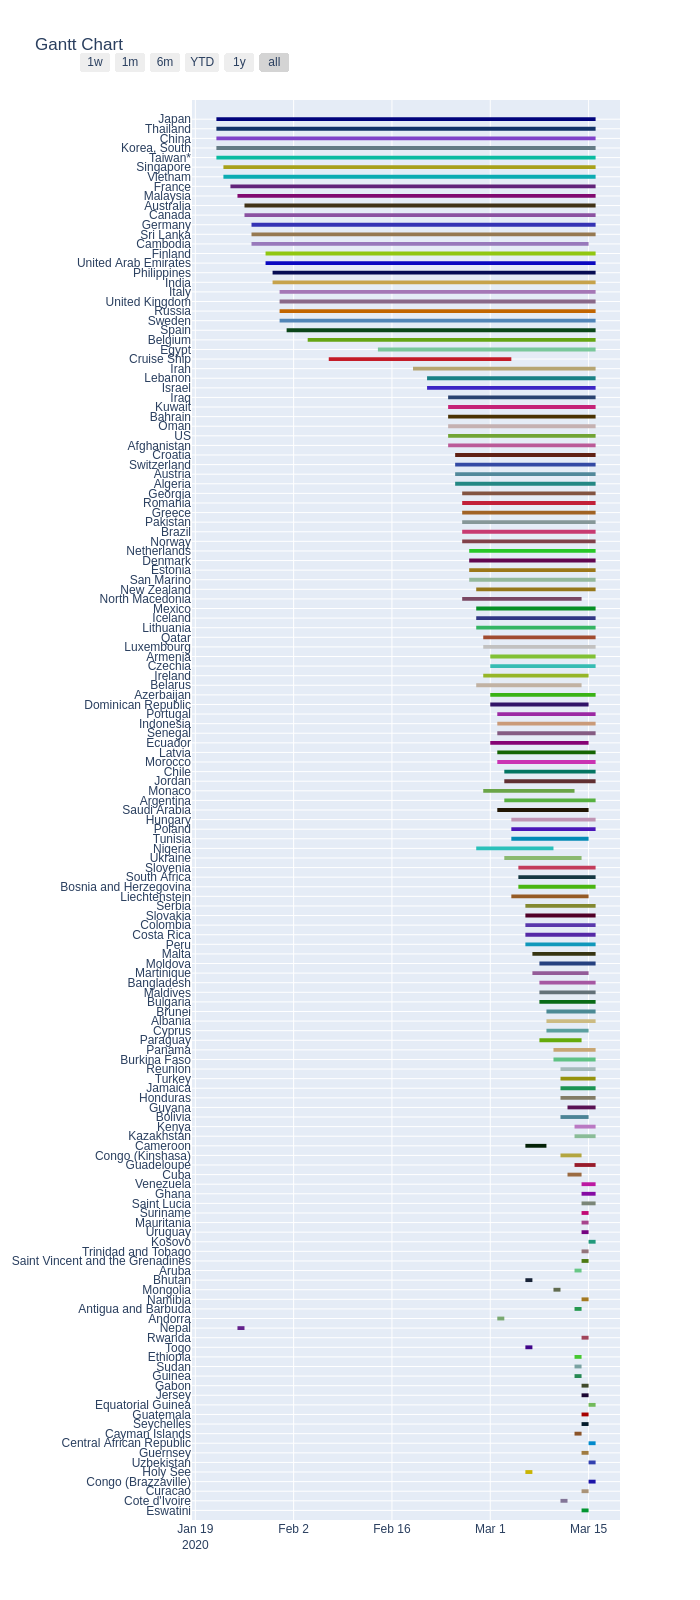 Gantt Chart
1w 1m 6m YTD 1y all
Japan
Thailand
China
Korea, South
Taiwan*
Singapore
Vietnam
France
Malaysia
Australia
Canada
Germany
Sri Lanka
Cambodia
Finland
United Arab Emirates
Philippines
India
Italy
United Kingdom
Russia
Sweden
Spain
Belgium
Egypt
Cruise Ship
Iran
Lebanon
Israel
Iraq
Kuwait
Bahrain
Oman
US
Afghanistan
Croatia
Switzerland
Austria
Algeria
Georgia
Romania
Greece
Pakistan
Brazil
Norway
Netherlands
Denmark
Estonia
San Marino
New Zealand
North Macedonia
Mexico
Iceland
Lithuania
Qatar
Luxembourg
Armenia
Czechia
Ireland
Belarus
Azerbaijan
Dominican Republic
Portugal
Indonesia
Senegal
Ecuador
Latvia
Morocco
Chile
Jordan
Monaco
Argentina
Saudi Arabia
Hungary
Poland
Tunisia
Nigeria
Ukraine
Slovenia
South Africa
Bosnia and Herzegovina
Liechtenstein
Serbia
Slovakia
Colombia
Costa Rica
Peru
Malta
Moldova
Martinique
Bangladesh
Maldives
Bulgaria
Brunei
Albania
Cyprus
Paraguay
Panama
Burkina Faso
Reunion
Turkey
Jamaica
Honduras
Guyana
Bolivia
Kenya
Kazakhstan
Cameroon
Congo (Kinshasa)
Guadeloupe
Cuba
Venezuela
Ghana
Saint Lucia
Suriname
Mauritania
Uruguay
Kosovo
Trinidad and Tobago
Saint Vincent and the Grenadines
Aruba
Bhutan
Mongolia
Namibia
Antigua and Barbuda
Andorra
Nepal
Rwanda
Togo
Ethiopia
Sudan
Guinea
Gabon
Jersey
Equatorial Guinea
Guatemala
Seychelles
Cayman Islands
Central African Republic
Guernsey
Uzbekistan
Holy See
Congo (Brazzaville)
Curacao
Cote d'Ivoire
Eswatini
Jan 19 Feb 2 Feb 16 Mar 1 Mar 15
2020